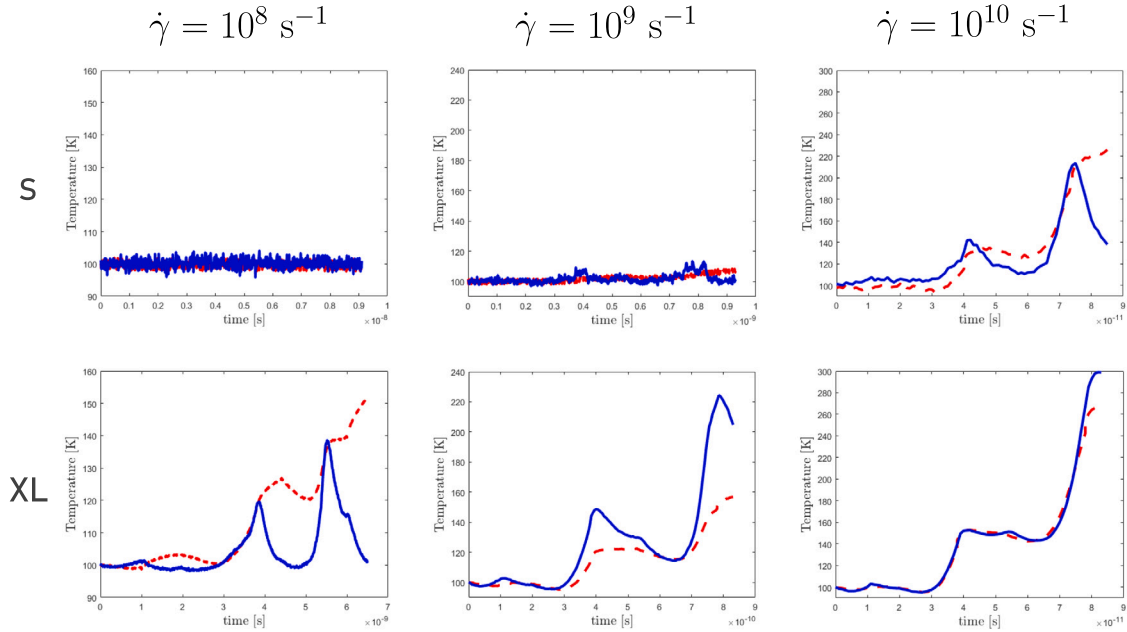 γ̇ = 10⁸ s⁻¹
γ̇ = 10⁹ s⁻¹
γ̇ = 10¹⁰ s⁻¹
S
Temperature [K]
160
150
140
130
120
110
100
90
0 0.1 0.2 0.3 0.4 0.5 0.6 0.7 0.8 0.9 1
time [s]
×10⁻⁸
Temperature [K]
240
220
200
180
160
140
120
100
0 0.1 0.2 0.3 0.4 0.5 0.6 0.7 0.8 0.9 1
time [s]
×10⁻⁹
Temperature [K]
300
280
260
240
220
200
180
160
140
120
100
0 1 2 3 4 5 6 7 8 9
time [s]
×10⁻¹¹
XL
Temperature [K]
160
150
140
130
120
110
100
90
0 1 2 3 4 5 6 7
time [s]
×10⁻⁹
Temperature [K]
240
220
200
180
160
140
120
100
0 1 2 3 4 5 6 7 8 9
time [s]
×10⁻¹⁰
Temperature [K]
300
280
260
240
220
200
180
160
140
120
100
0 1 2 3 4 5 6 7 8 9
time [s]
×10⁻¹¹